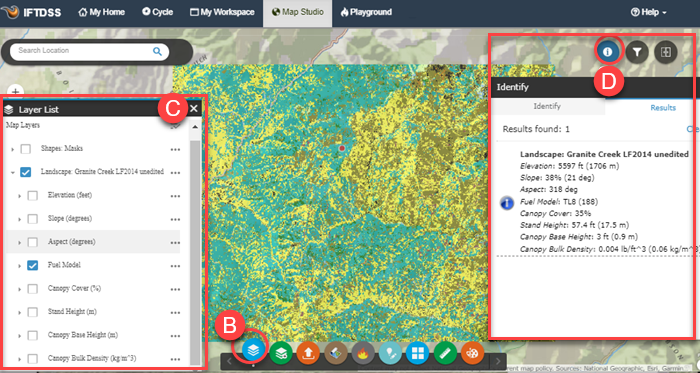 IFTDSS
My Home
Cycle
My Workspace
Map Studio
Playground
Help
Search Location
D
C
Layer List
Map Layers
Shapes: Masks
Landscape: Granite Creek LF2014 unedited
Elevation (feet)
Slope (degrees)
Aspect (degrees)
Fuel Model
Canopy Cover (%)
Stand Height (m)
Canopy Base Height (m)
Canopy Bulk Density (kg/m^3)
Identify
Identify Results
Results found: 1
Landscape: Granite Creek LF2014 unedited
Elevation: 5597 ft (1706 m)
Slope: 38% (21 deg)
Aspect: 318 deg
Fuel Model: TL8 (188)
Canopy Cover: 35%
Stand Height: 57.4 ft (17.5 m)
Canopy Base Height: 3 ft (0.9 m)
Canopy Bulk Density: 0.004 lb/ft^3 (0.06 kg/m^3
B
map policy. Sources: National Geographic, Esri, Garmin